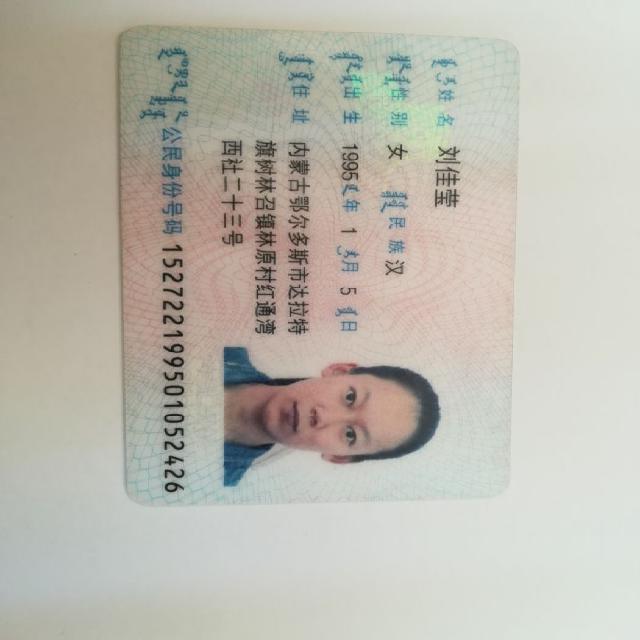 姓名 刘佳莹
性别 女 民族 汉
出生 1995 年 1 月 5 日
住址 内蒙古鄂尔多斯市达拉特
旗树林召镇林原村红通湾
西社二十三号
公民身份号码 152722199501052426